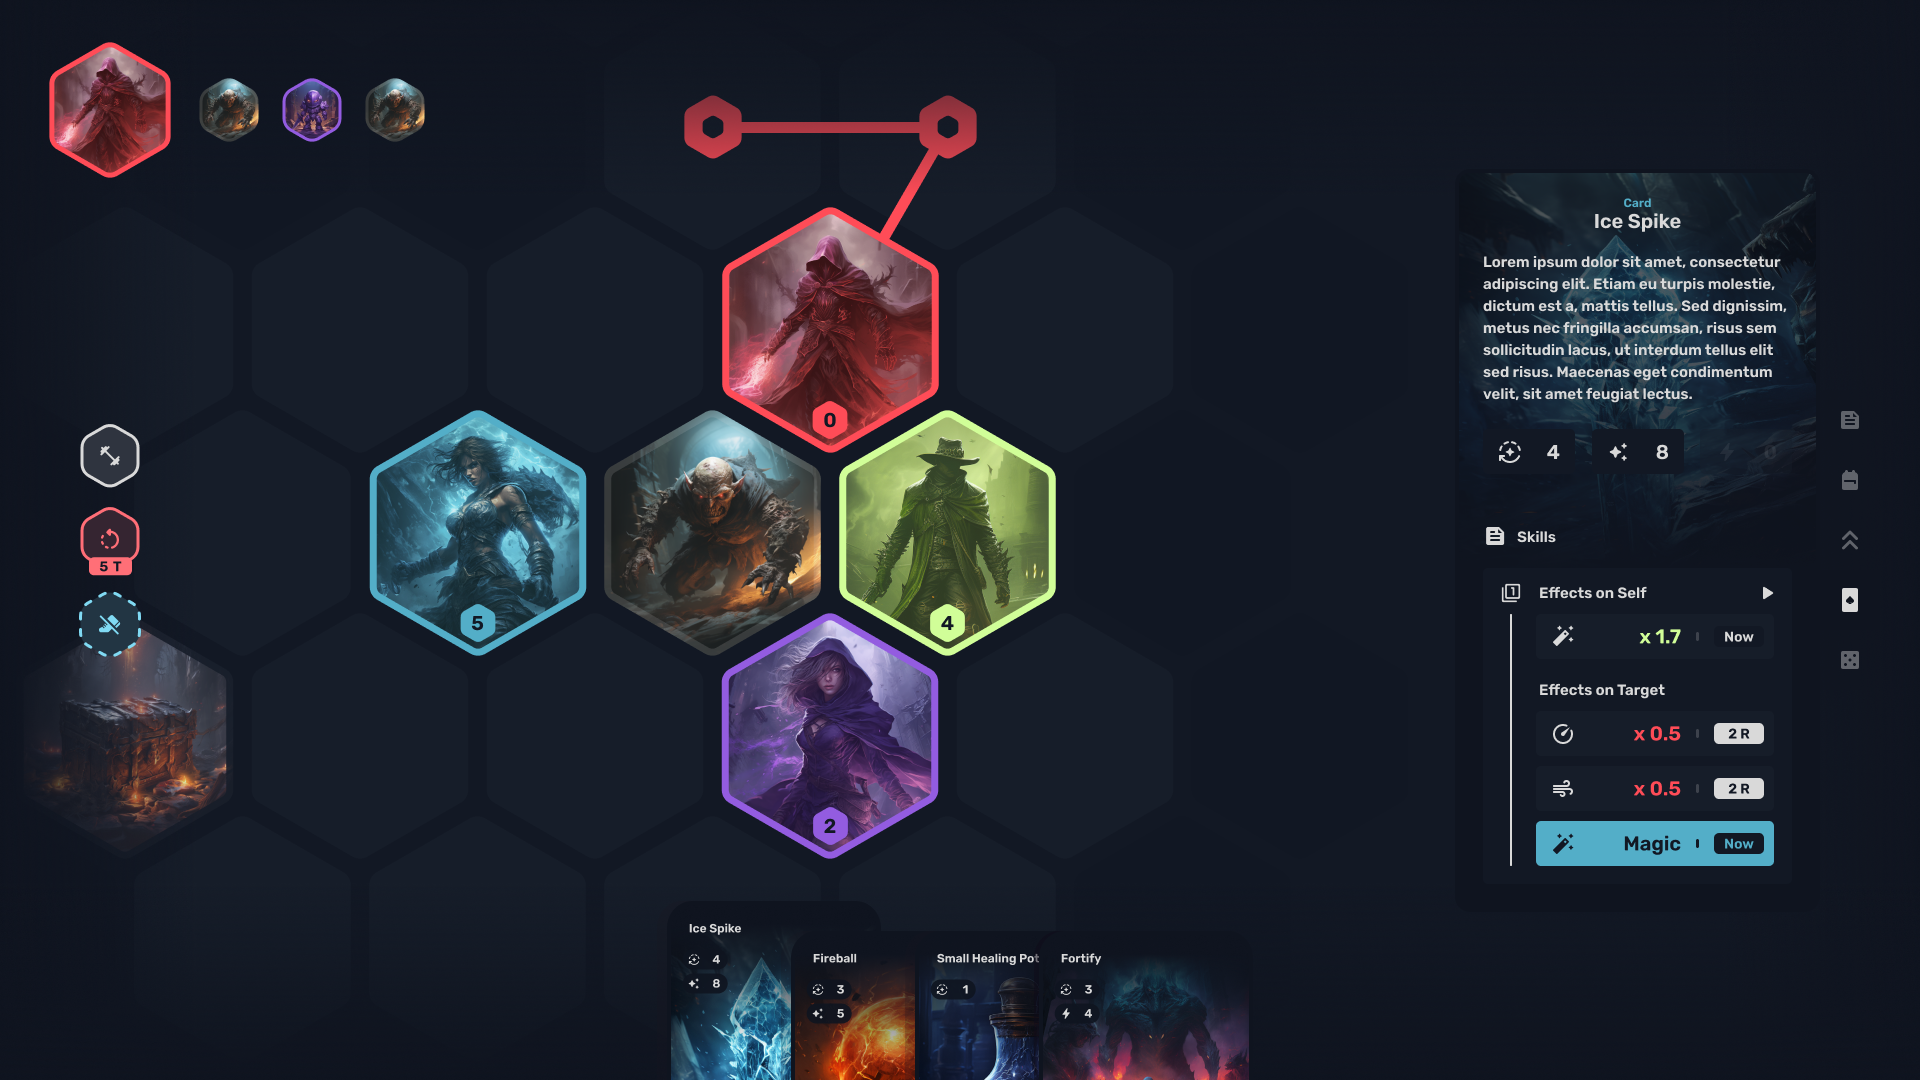 0
5
4
2
5 T
Card
Ice Spike
Lorem ipsum dolor sit amet, consectetur
adipiscing elit. Etiam eu turpis molestie,
dictum est a, mattis tellus. Sed dignissim,
metus nec fringilla accumsan, risus sem
sollicitudin lacus, ut interdum tellus elit
sed risus. Maecenas eget condimentum
velit, sit amet feugiat lectus.
4 8 0
Skills
1 Effects on Self
x 1.7 Now
Effects on Target
x 0.5 2 R
x 0.5 2 R
Magic Now
Ice Spike
4
8
Fireball
3
5
Small Healing Pot
1
Fortify
3
4